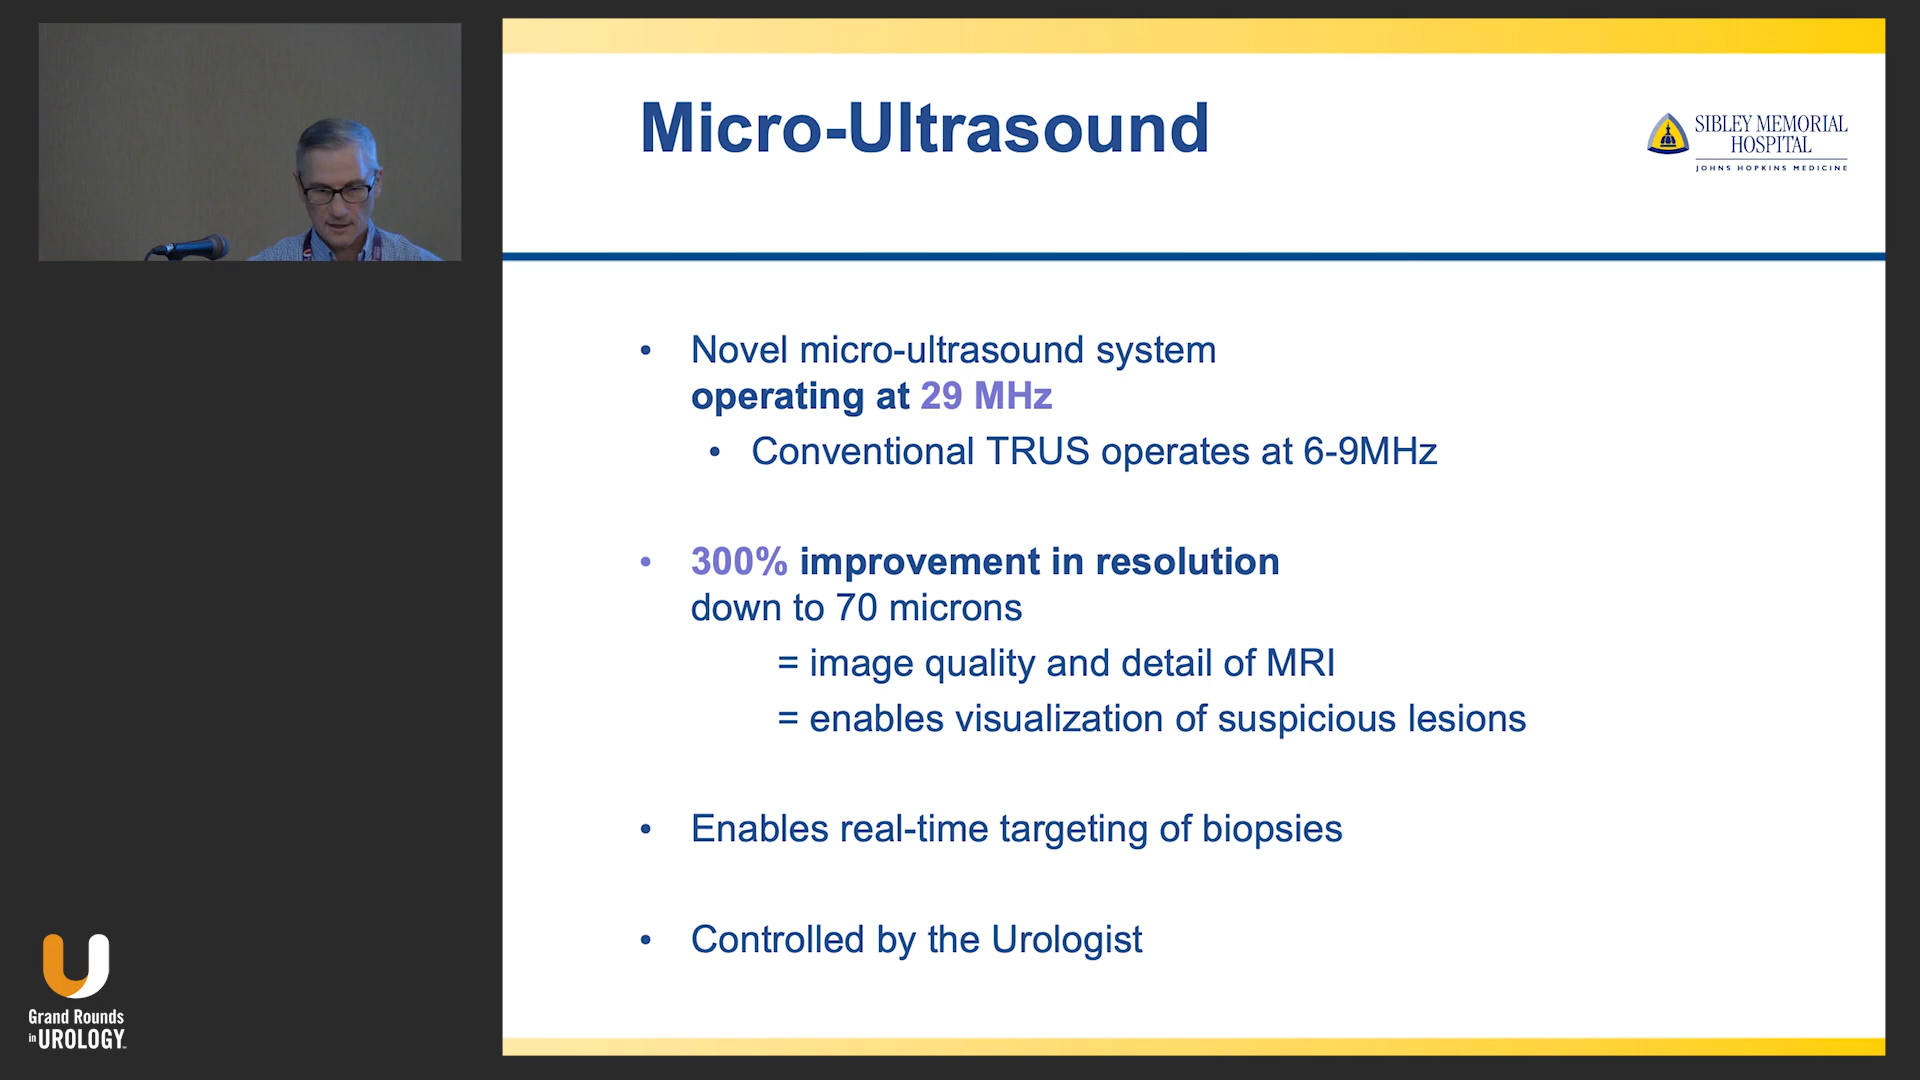 Micro-Ultrasound
SIBLEY MEMORIAL
HOSPITAL
JOHNS HOPKINS MEDICINE
• Novel micro-ultrasound system
operating at 29 MHz
• Conventional TRUS operates at 6-9MHz
• 300% improvement in resolution
down to 70 microns
= image quality and detail of MRI
= enables visualization of suspicious lesions
• Enables real-time targeting of biopsies
• Controlled by the Urologist
Grand Rounds
in UROLOGY